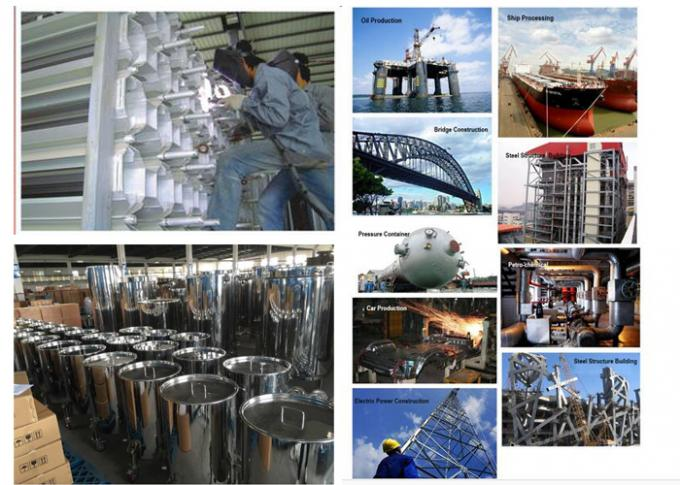 Oil Production
Ship Processing
Bridge Construction
Steel Structure
Pressure Container
Petro-chemical
Car Production
Steel Structure Building
Electric Power Construction